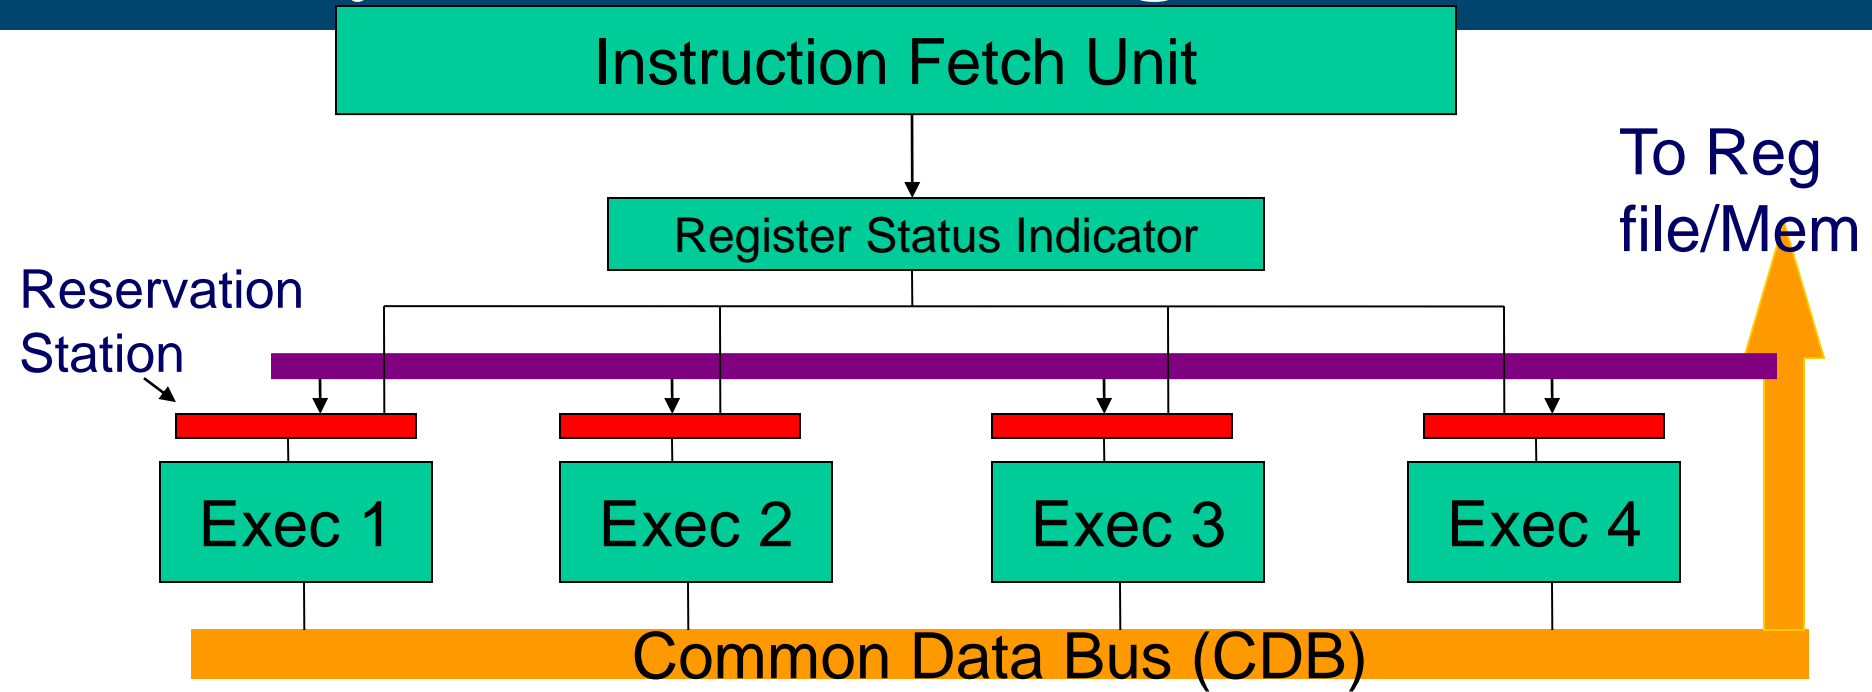 Instruction Fetch Unit
To Reg
file/Mem
Register Status Indicator
Reservation
Station
Exec 1
Exec 2
Exec 3
Exec 4
Common Data Bus (CDB)